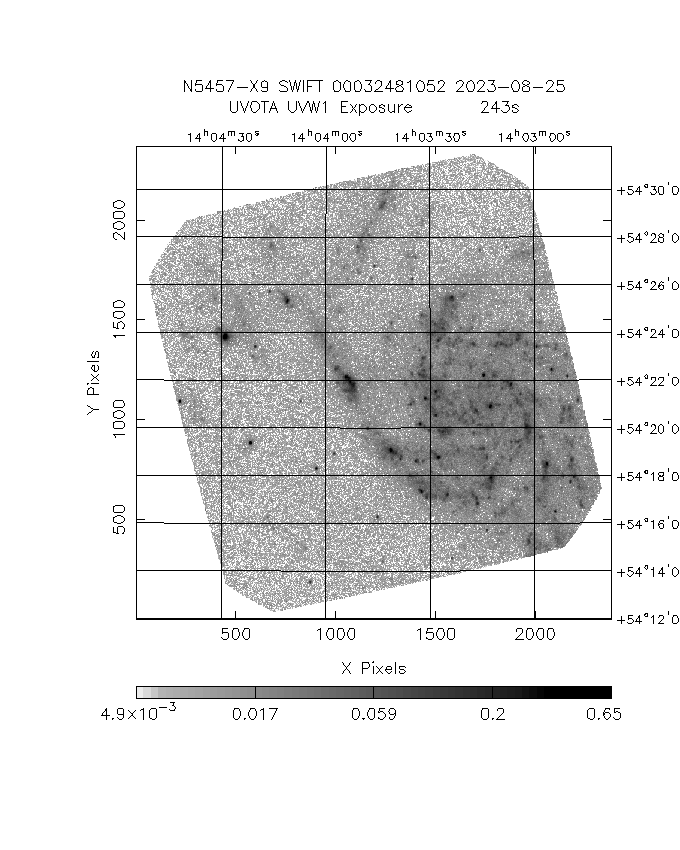 N5457-X9 SWIFT 00032481052 2023-08-25
UVOTA UVW1 Exposure 243s
14ʰ04ᵐ30ˢ 14ʰ04ᵐ00ˢ 14ʰ03ᵐ30ˢ 14ʰ03ᵐ00ˢ
+54°30'0
+54°28'0
+54°26'0
+54°24'0
+54°22'0
+54°20'0
+54°18'0
+54°16'0
+54°14'0
+54°12'0
2000
1500
1000
500
Y Pixels
500 1000 1500 2000
X Pixels
4.9×10⁻³ 0.017 0.059 0.2 0.65